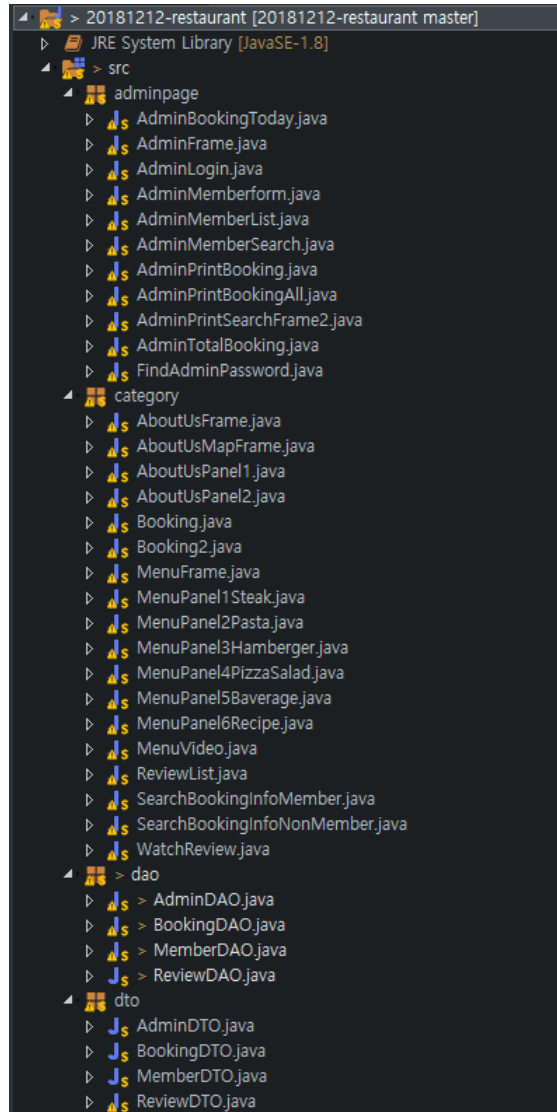 > 20181212-restaurant [20181212-restaurant master]
JRE System Library [JavaSE-1.8]
> src
adminpage
AdminBookingToday.java
AdminFrame.java
AdminLogin.java
AdminMemberform.java
AdminMemberList.java
AdminMemberSearch.java
AdminPrintBooking.java
AdminPrintBookingAll.java
AdminPrintSearchFrame2.java
AdminTotalBooking.java
FindAdminPassword.java
category
AboutUsFrame.java
AboutUsMapFrame.java
AboutUsPanel1.java
AboutUsPanel2.java
Booking.java
Booking2.java
MenuFrame.java
MenuPanel1Steak.java
MenuPanel2Pasta.java
MenuPanel3Hamberger.java
MenuPanel4PizzaSalad.java
MenuPanel5Baverage.java
MenuPanel6Recipe.java
MenuVideo.java
ReviewList.java
SearchBookingInfoMember.java
SearchBookingInfoNonMember.java
WatchReview.java
> dao
> AdminDAO.java
> BookingDAO.java
> MemberDAO.java
> ReviewDAO.java
dto
AdminDTO.java
BookingDTO.java
MemberDTO.java
ReviewDTO.java